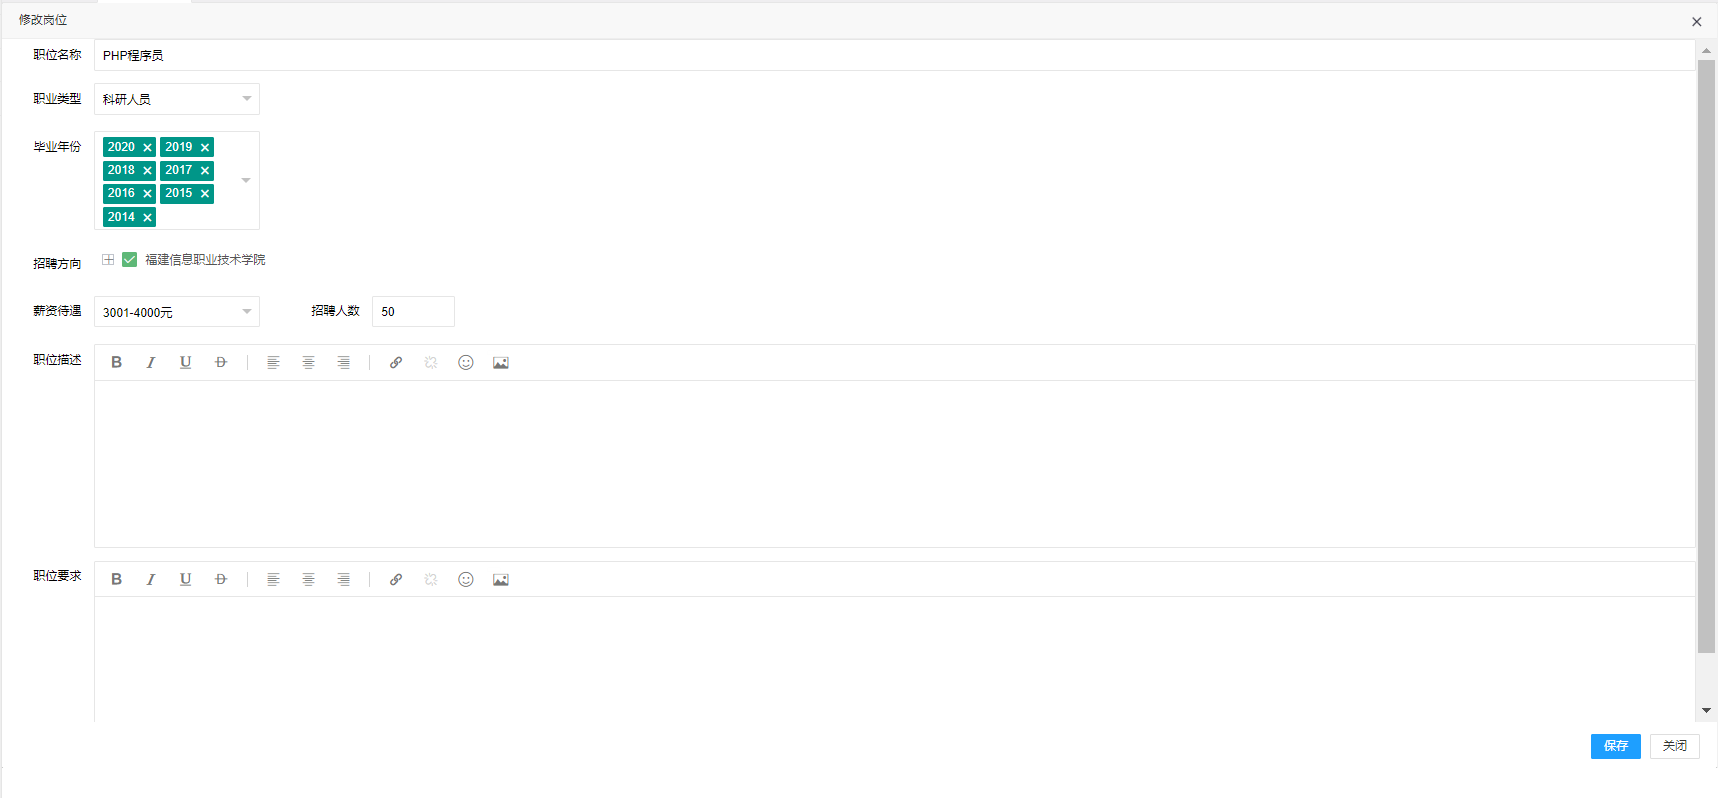 修改岗位
职位名称 PHP程序员
职业类型 科研人员
毕业年份 2020 2019
2018 2017
2016 2015
2014
招聘方向 福建信息职业技术学院
薪资待遇 3001-4000元 招聘人数 50
职位描述 B I U D
职位要求 B I U D
保存 关闭